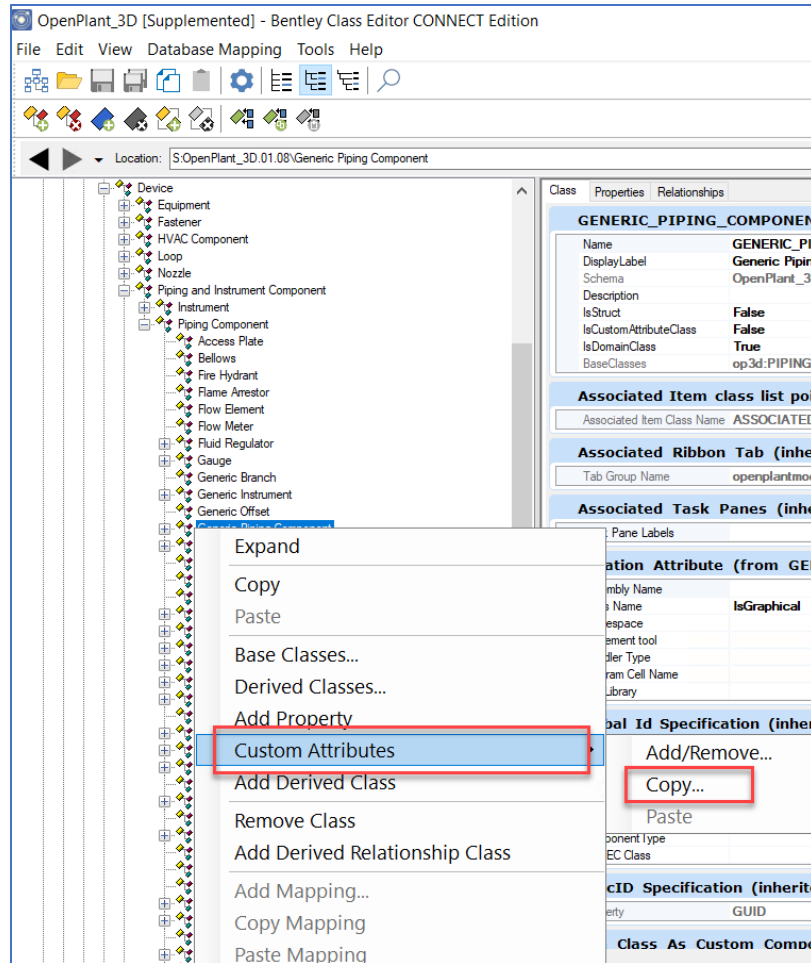 OpenPlant_3D [Supplemented] - Bentley Class Editor CONNECT Edition
File Edit View Database Mapping Tools Help
Location: S:OpenPlant_3D.01.08\Generic Piping Component
Device
Equipment
Fastener
HVAC Component
Loop
Nozzle
Piping and Instrument Component
Instrument
Piping Component
Access Plate
Bellows
Fire Hydrant
Flame Arrestor
Flow Element
Flow Meter
Fluid Regulator
Gauge
Generic Branch
Generic Instrument
Generic Offset
Generic Piping Component
Expand
Copy
Paste
Base Classes...
Derived Classes...
Add Property
Custom Attributes
Add Derived Class
Remove Class
Add Derived Relationship Class
Add Mapping...
Copy Mapping
Paste Mapping
Add/Remove...
Copy...
Paste
Class Properties Relationships
GENERIC_PIPING_COMPONEN
Name GENERIC_PI
DisplayLabel Generic Pipin
Schema OpenPlant_3
Description
IsStruct False
IsCustomAttributeClass False
IsDomainClass True
BaseClasses op3d:PIPING
Associated Item class list poi
Associated Item Class Name ASSOCIATED
Associated Ribbon Tab (inhe
Tab Group Name openplantmo
Associated Task Panes (inhe
Pane Labels
ation Attribute (from GE
mbly Name
s Name IsGraphical
espace
ement tool
dler Type
ram Cell Name
Library
bal Id Specification (inher
ponent Type
EC Class
cID Specification (inherit
erty GUID
Class As Custom Compo